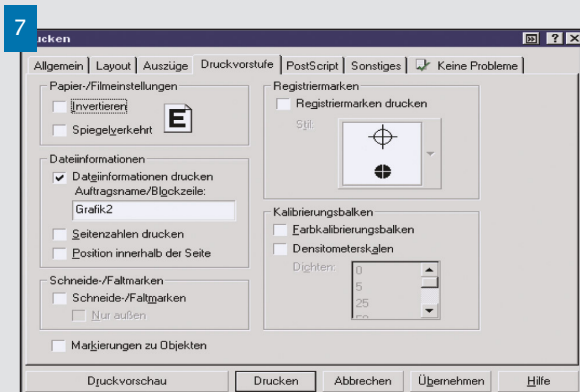 7
ucken
Allgemein Layout Auszüge Druckvorstufe PostScript Sonstiges Keine Probleme
Papier-/Filmeinstellungen
Invertieren
Spiegelverkehrt
E
Dateiinformationen
Dateiinformationen drucken
Auftragsname/Blockzeile:
Grafik2
Seitenzahlen drucken
Position innerhalb der Seite
Schneide-/Faltmarken
Schneide-/Faltmarken
Nur außen
Markierungen zu Objekten
Registriermarken
Registriermarken drucken
Stil:
Kalibrierungsbalken
Farbkalibrierungsbalken
Densitometerskalen
Dichten:
0
5
25
Druckvorschau Drucken Abbrechen Übernehmen Hilfe